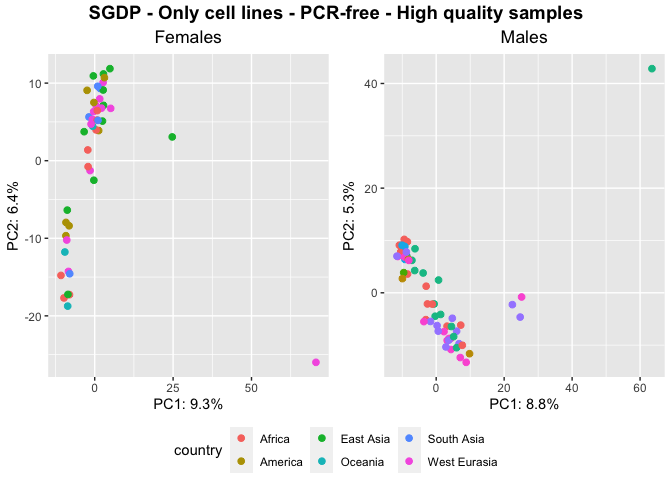 SGDP - Only cell lines - PCR-free - High quality samples
Females
Males
PC2: 6.4%
10
0
-10
-20
0
25
50
PC1: 9.3%
PC2: 5.3%
40
20
0
0
20
40
60
PC1: 8.8%
country
Africa
East Asia
South Asia
America
Oceania
West Eurasia